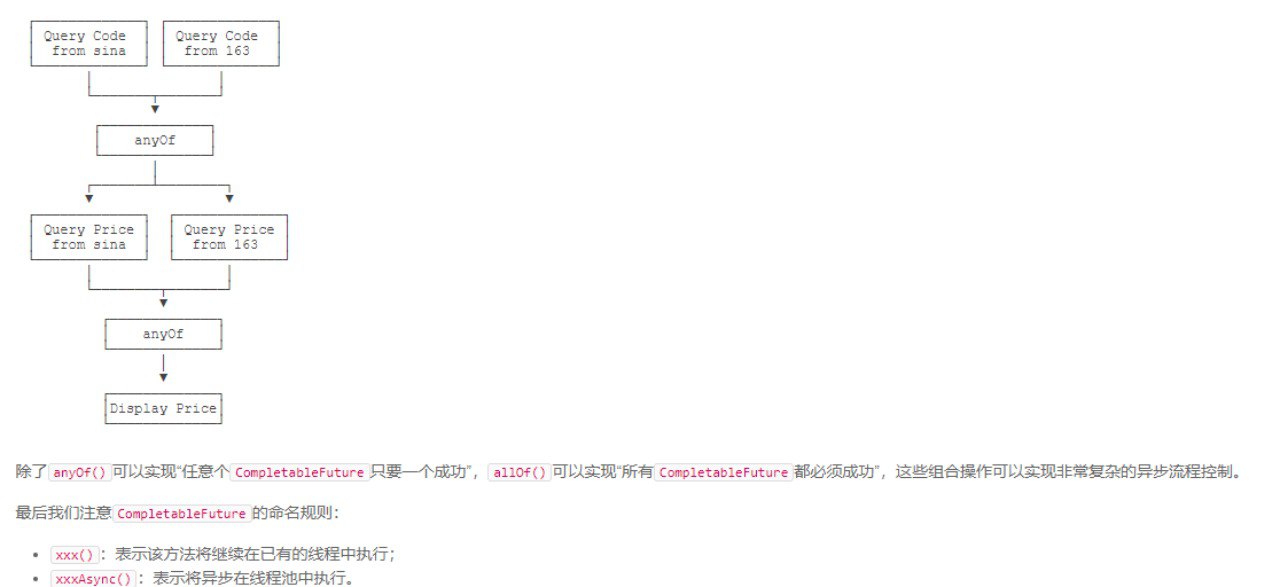 Query Code Query Code
from sina from 163
anyOf
Query Price Query Price
from sina from 163
anyOf
Display Price
除了anyOf()可以实现“任意个CompletableFuture只要一个成功”，allOf()可以实现“所有CompletableFuture都必须成功”，这些组合操作可以实现非常复杂的异步流程控制。
最后我们注意CompletableFuture的命名规则：
• xxx()：表示该方法将继续在已有的线程中执行；
• xxxAsync()：表示将异步在线程池中执行。